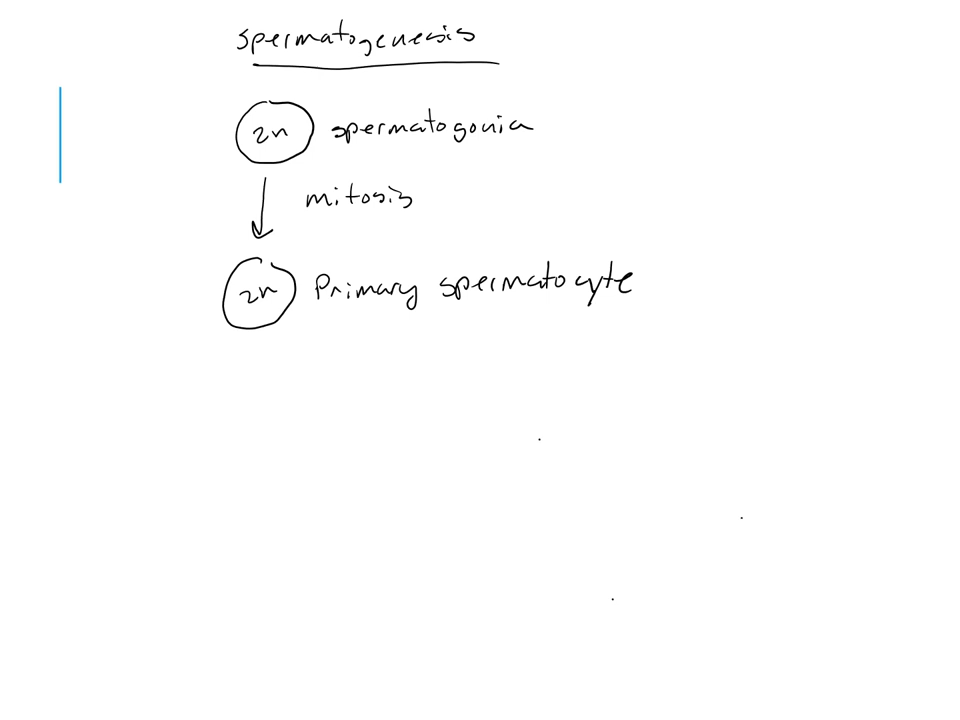 spermatogenesis
2n spermatogonia
mitosis
2n Primary spermatocyte